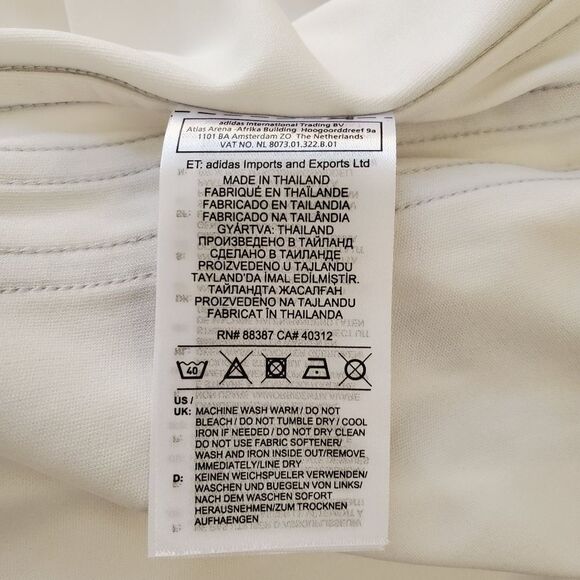 adidas International Trading BV
Atlas Arena -Afrika Building Hoogoorddreef 9a
1101 BA Amsterdam ZO The Netherlands
VAT NO. NL 8073.01.322.B.01
ET: adidas Imports and Exports Ltd
MADE IN THAILAND
FABRIQUÉ EN THAÏLANDE
FABRICADO EN TAILANDIA
FABRICADO NA TAILÂNDIA
GYÁRTVA: THAILAND
ПРОИЗВЕДЕНО В ТАЙЛАНД
СДЕЛАНО В ТАИЛАНДЕ
PROIZVEDENO U TAJLANDU
TAYLAND'DA İMAL EDİLMİŞTİR.
ТАЙЛАНДТА ЖАСАЛҒАН
PROIZVEDENO NA TAJLANDU
FABRICAT ÎN THAILANDA
RN# 88387 CA# 40312
40
US /
UK: MACHINE WASH WARM / DO NOT
BLEACH / DO NOT TUMBLE DRY / COOL
IRON IF NEEDED / DO NOT DRY CLEAN
DO NOT USE FABRIC SOFTENER/
WASH AND IRON INSIDE OUT/REMOVE
IMMEDIATELY/LINE DRY
D: KEINEN WEICHSPUELER VERWENDEN/
WASCHEN UND BUEGELN VON LINKS/
NACH DEM WASCHEN SOFORT
HERAUSNEHMEN/ZUM TROCKNEN
AUFHAENGEN